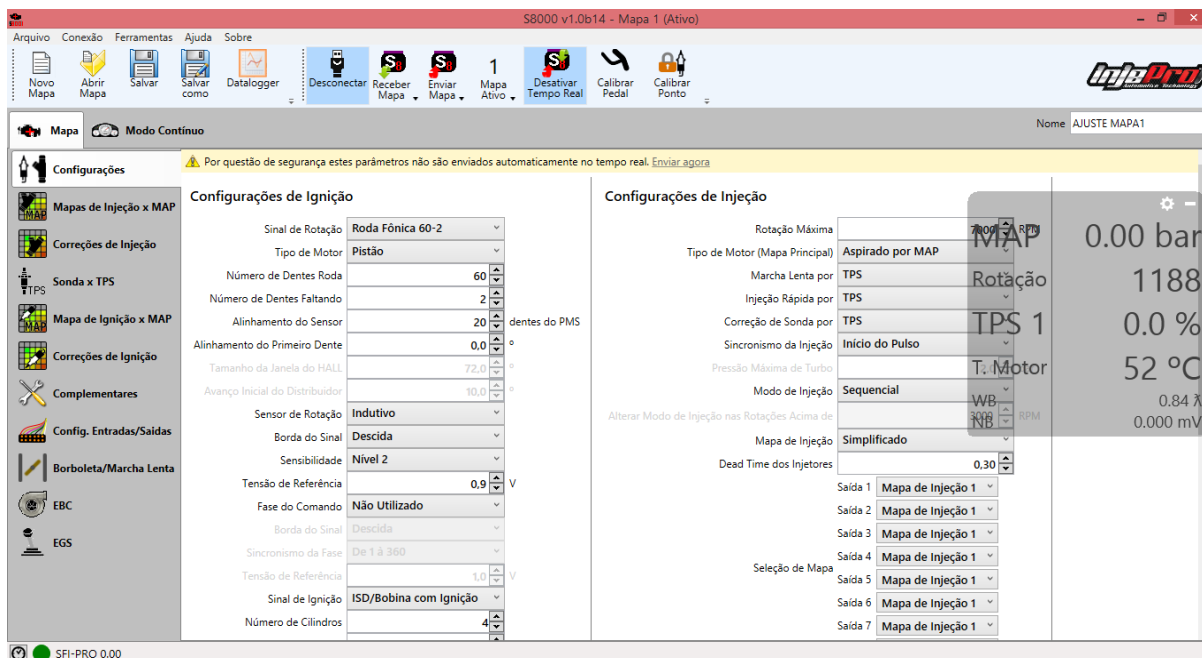 S8000 v1.0b14 - Mapa 1 (Ativo)
Arquivo Conexão Ferramentas Ajuda Sobre
Novo Mapa
Abrir Mapa
Salvar
Salvar como
Datalogger
Desconectar
Receber Mapa
Enviar Mapa
1 Mapa Ativo
Desativar Tempo Real
Calibrar Pedal
Calibrar Ponto
InjePro
Automotive Technology
Mapa
Modo Contínuo
Nome AJUSTE MAPA1
Configurações
Mapas de Injeção x MAP
Correções de Injeção
Sonda x TPS
Mapa de Ignição x MAP
Correções de Ignição
Complementares
Config. Entradas/Saidas
Borboleta/Marcha Lenta
EBC
EGS
Por questão de segurança estes parâmetros não são enviados automaticamente no tempo real. Enviar agora
Configurações de Ignição
Sinal de Rotação Roda Fônica 60-2
Tipo de Motor Pistão
Número de Dentes Roda 60
Número de Dentes Faltando 2
Alinhamento do Sensor 20 dentes do PMS
Alinhamento do Primeiro Dente 0,0 °
Tamanho da Janela do HALL 72,0 °
Avanço Inicial do Distribuidor 10,0 °
Sensor de Rotação Indutivo
Borda do Sinal Descida
Sensibilidade Nível 2
Tensão de Referência 0,9 V
Fase do Comando Não Utilizado
Borda do Sinal Descida
Sincronismo da Fase De 1 à 360
Tensão de Referência 1,0 V
Sinal de Ignição ISD/Bobina com Ignição
Número de Cilindros 4
Configurações de Injeção
Rotação Máxima 7000 RPM
Tipo de Motor (Mapa Principal) Aspirado por MAP
Marcha Lenta por TPS
Injeção Rápida por TPS
Correção de Sonda por TPS
Sincronismo da Injeção Início do Pulso
Pressão Máxima de Turbo 2,0
Modo de Injeção Sequencial
Alterar Modo de Injeção nas Rotações Acima de 3000 RPM
Mapa de Injeção Simplificado
Dead Time dos Injetores 0,30
Seleção de Mapa
Saída 1 Mapa de Injeção 1
Saída 2 Mapa de Injeção 1
Saída 3 Mapa de Injeção 1
Saída 4 Mapa de Injeção 1
Saída 5 Mapa de Injeção 1
Saída 6 Mapa de Injeção 1
Saída 7 Mapa de Injeção 1
MAP 0.00 bar
Rotação 1188
TPS 1 0.0 %
T. Motor 52 °C
WB 0.84 λ
NB 0.000 mV
SFI-PRO 0.00